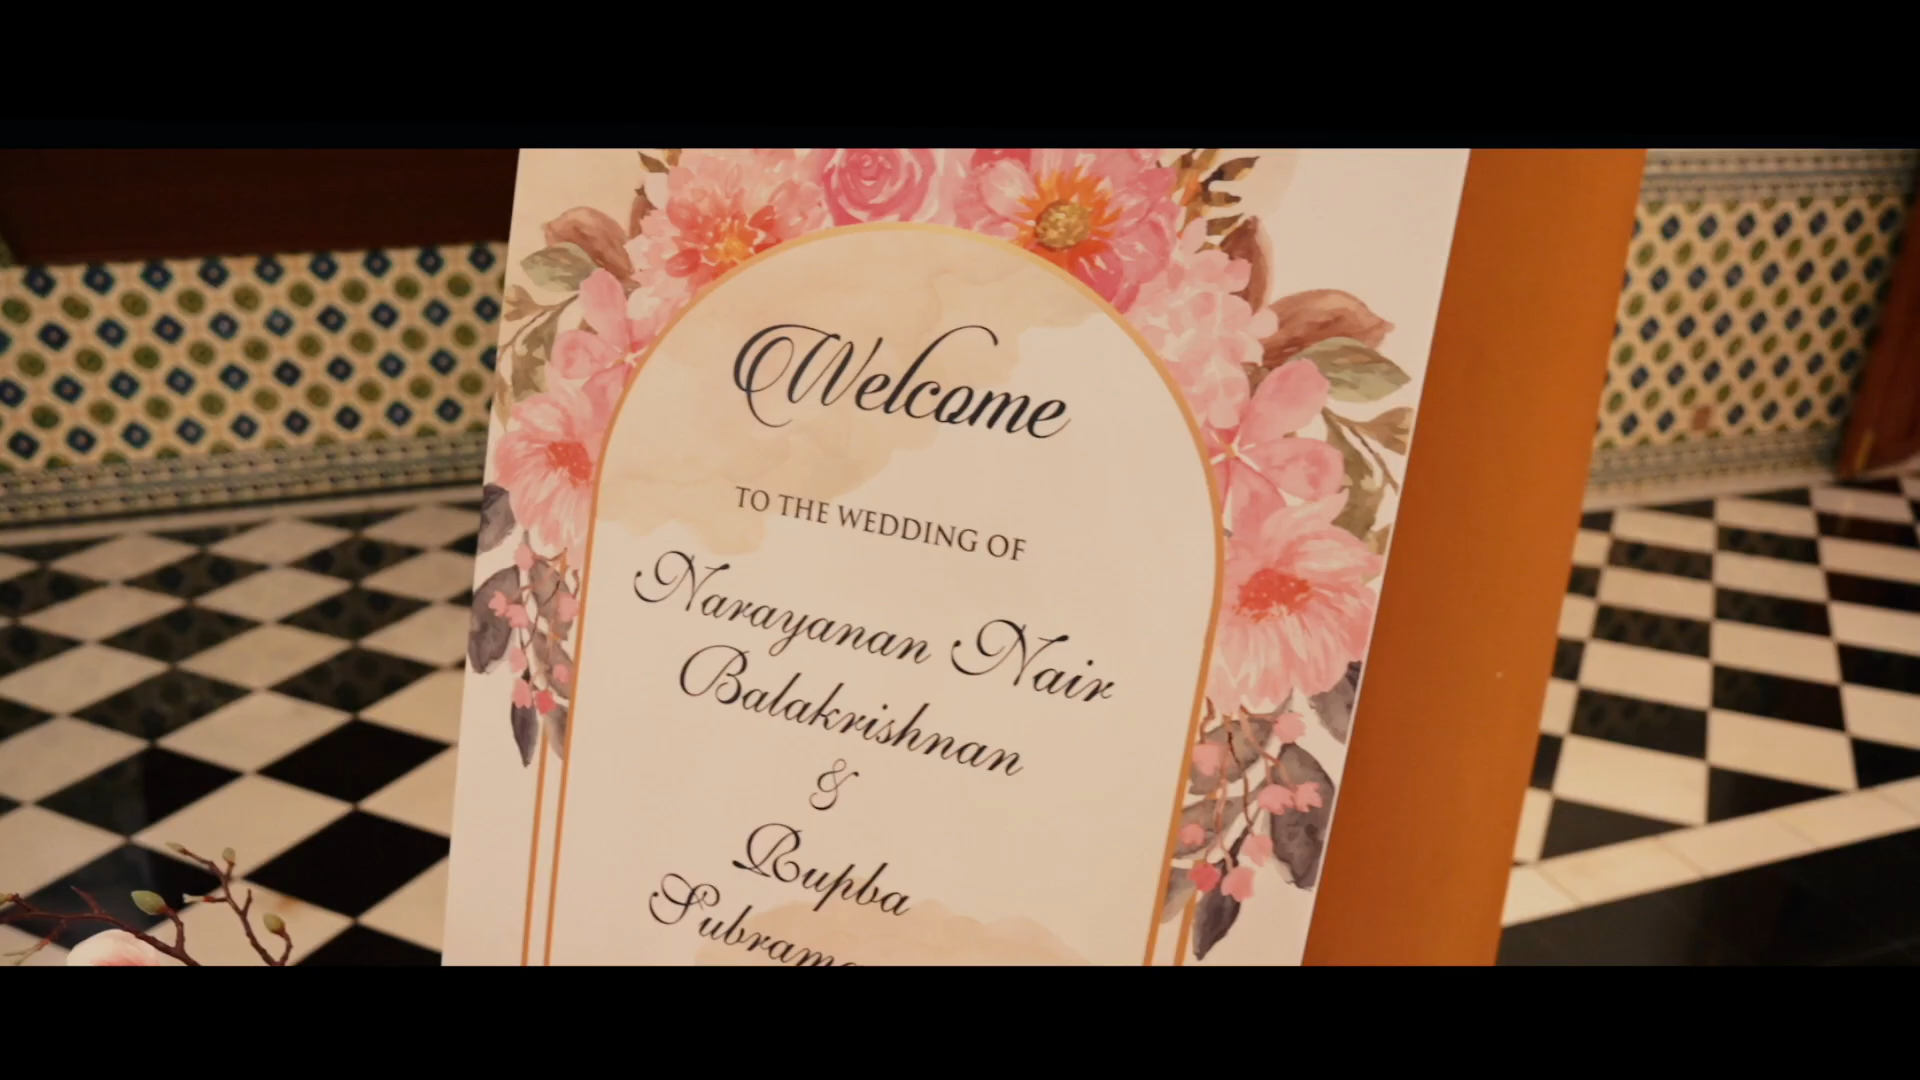 Welcome
TO THE WEDDING OF
Narayanan Nair
Balakrishnan
&
Rupba